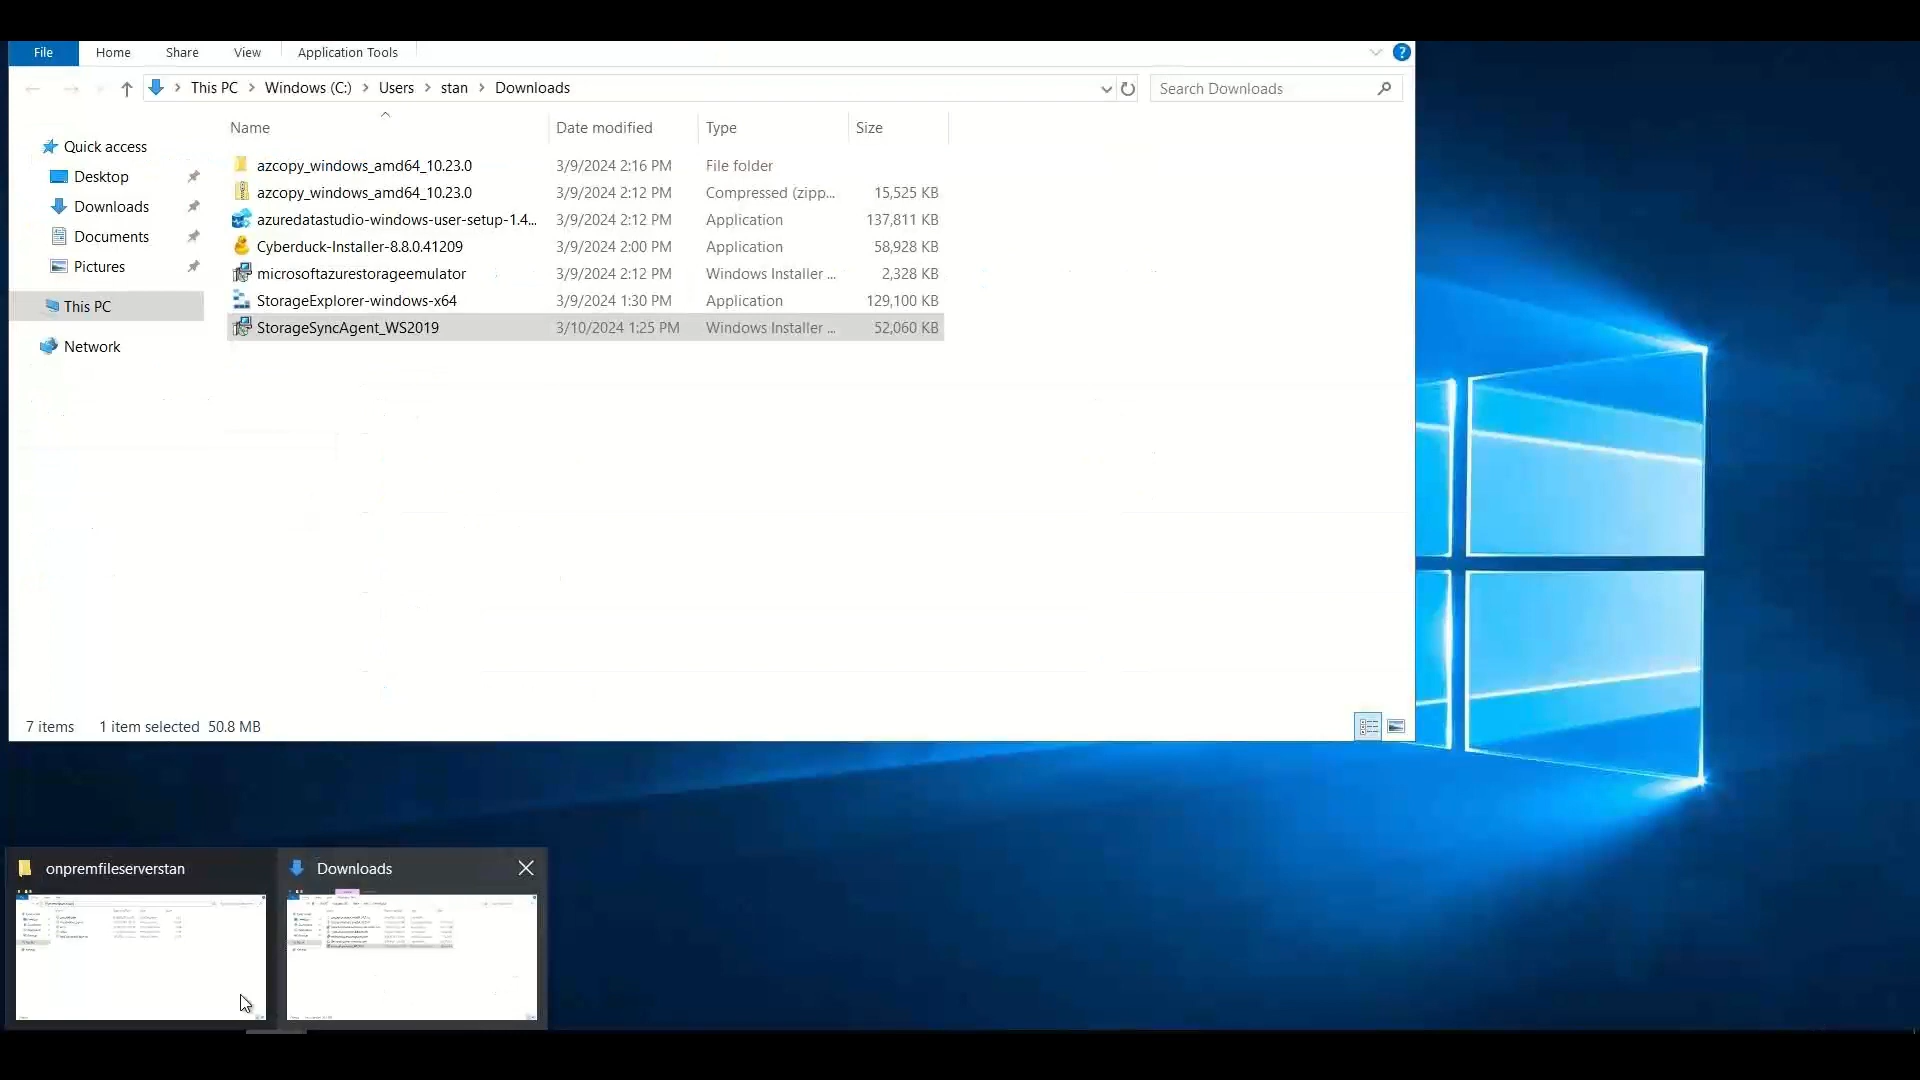 File Home Share View Application Tools
This PC Windows (C:) Users stan Downloads Search Downloads
Name Date modified Type Size
Quick access
Desktop
Downloads
Documents
Pictures
This PC
Network
azcopy_windows_amd64_10.23.0 3/9/2024 2:16 PM File folder
azcopy_windows_amd64_10.23.0 3/9/2024 2:12 PM Compressed (zipp... 15,525 KB
azuredatastudio-windows-user-setup-1.4... 3/9/2024 2:12 PM Application 137,811 KB
Cyberduck-Installer-8.8.0.41209 3/9/2024 2:00 PM Application 58,928 KB
microsoftazurestorageemulator 3/9/2024 2:12 PM Windows Installer ... 2,328 KB
StorageExplorer-windows-x64 3/9/2024 1:30 PM Application 129,100 KB
StorageSyncAgent_WS2019 3/10/2024 1:25 PM Windows Installer ... 52,060 KB
7 items 1 item selected 50.8 MB
onpremfileserverstan Downloads